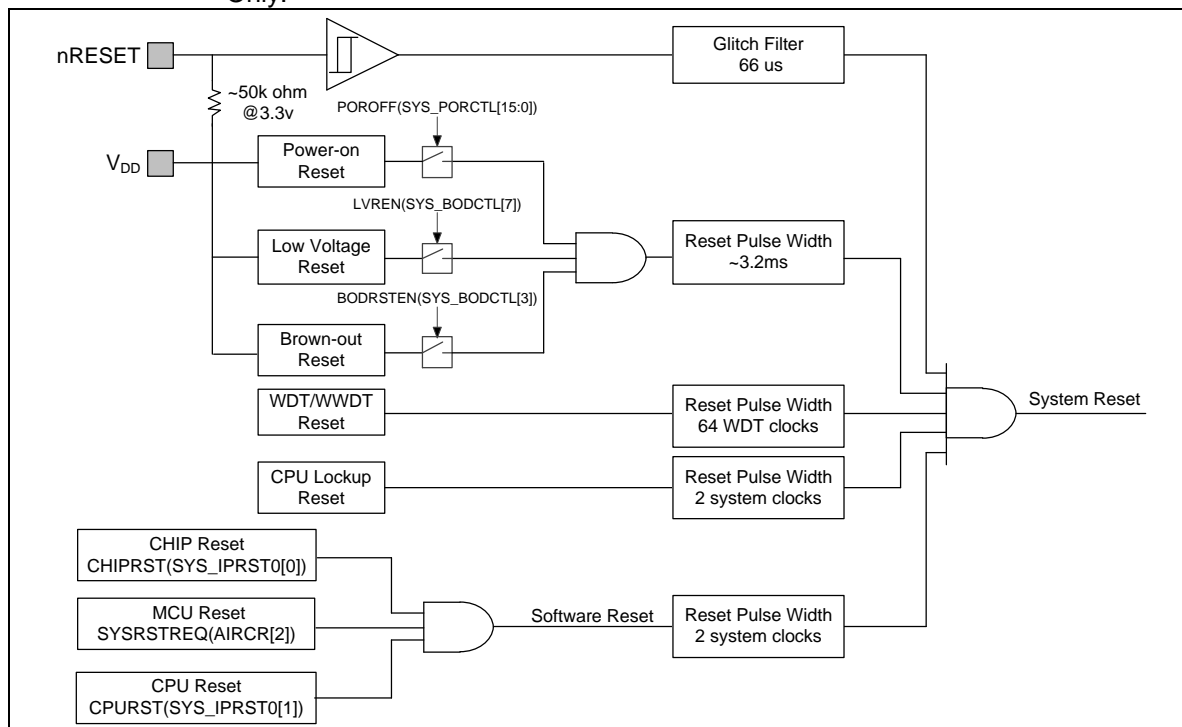 Only.
nRESET
Glitch Filter
66 us
~50k ohm
@3.3v
POROFF(SYS_PORCTL[15:0])
VDD
Power-on
Reset
LVREN(SYS_BODCTL[7])
Low Voltage
Reset
Reset Pulse Width
~3.2ms
BODRSTEN(SYS_BODCTL[3])
Brown-out
Reset
WDT/WWDT
Reset
Reset Pulse Width
64 WDT clocks
System Reset
CPU Lockup
Reset
Reset Pulse Width
2 system clocks
CHIP Reset
CHIPRST(SYS_IPRST0[0])
MCU Reset
SYSRSTREQ(AIRCR[2])
Software Reset
Reset Pulse Width
2 system clocks
CPU Reset
CPURST(SYS_IPRST0[1])